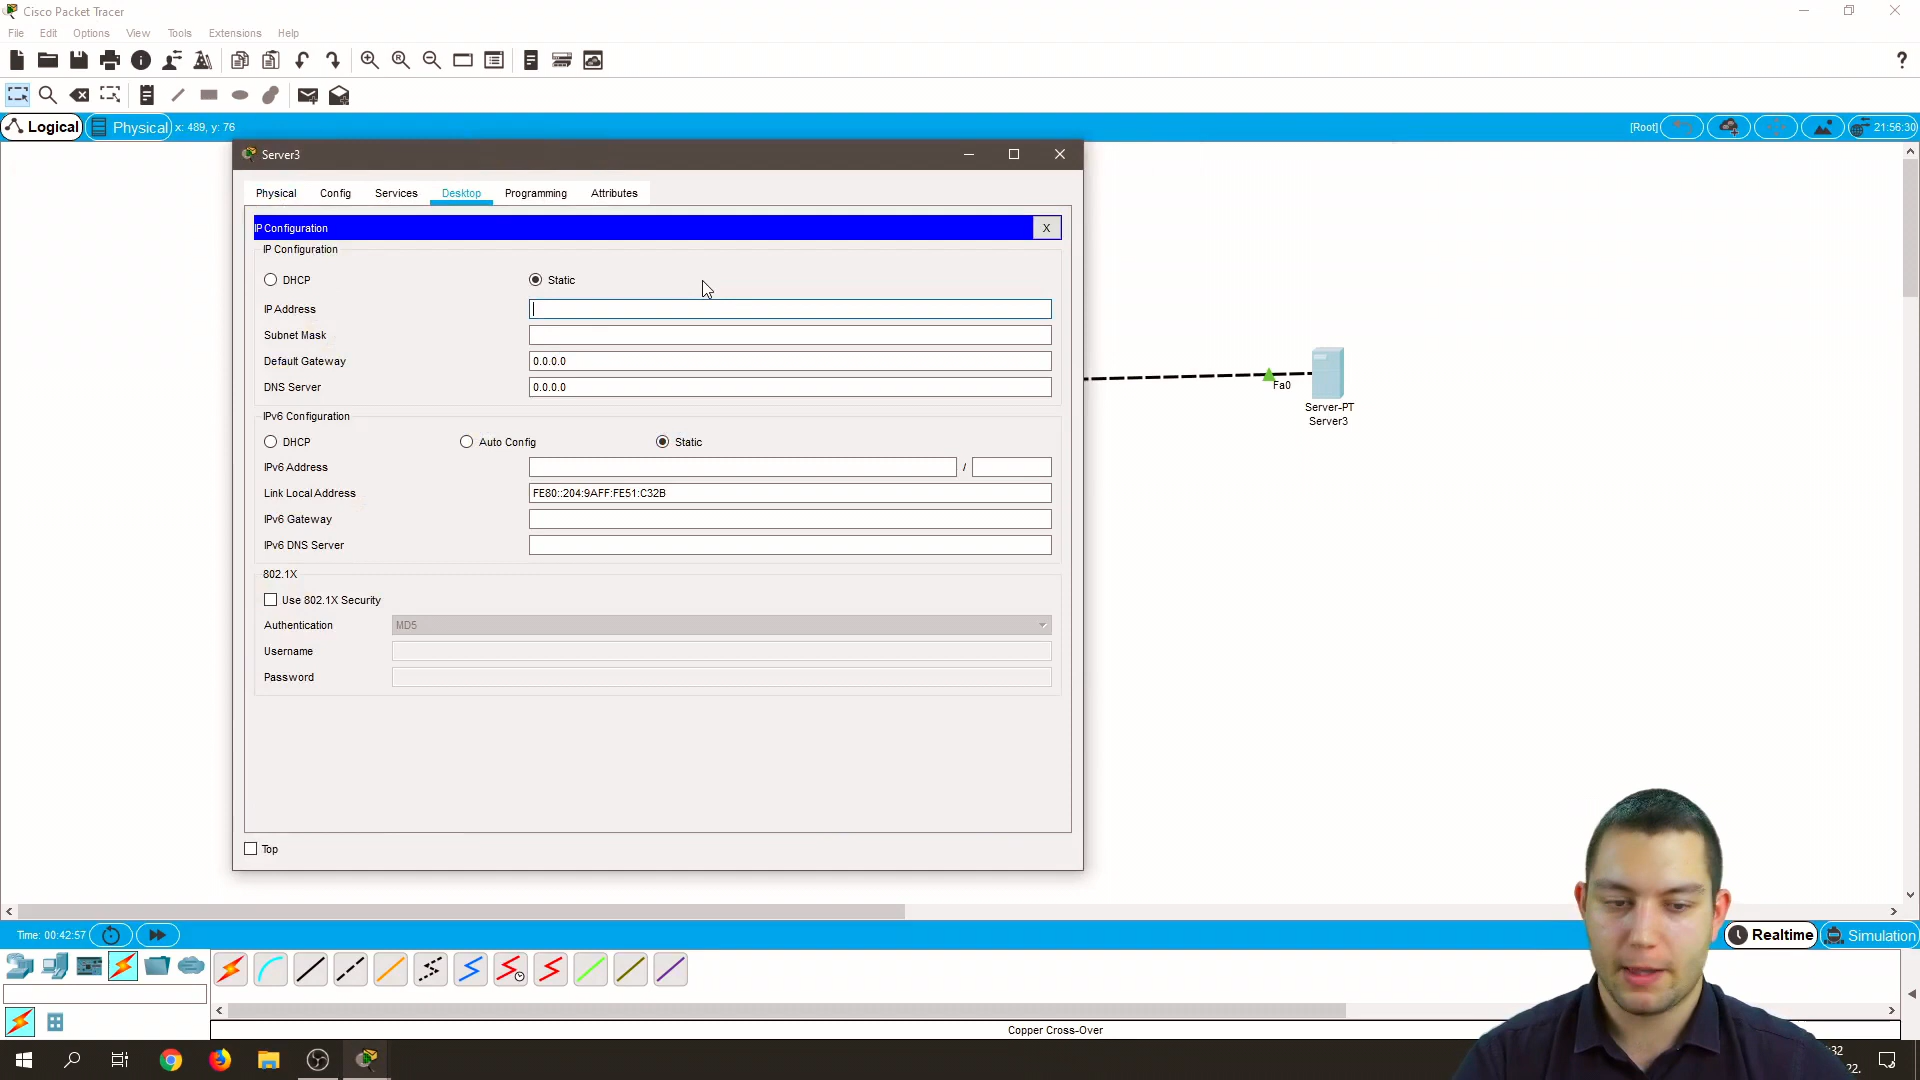 Cisco Packet Tracer
File Edit Options View Tools Extensions Help
Logical Physical x: 489, y: 76 [Root] 21:56:30
Server3
Physical Config Services Desktop Programming Attributes
IP Configuration X
IP Configuration
DHCP Static
IP Address
Subnet Mask
Default Gateway 0.0.0.0
DNS Server 0.0.0.0
IPv6 Configuration
DHCP Auto Config Static
IPv6 Address /
Link Local Address FE80::204:9AFF:FE51:C32B
IPv6 Gateway
IPv6 DNS Server
802.1X
Use 802.1X Security
Authentication MD5
Username
Password
Top
Fa0
Server-PT
Server3
Time: 00:42:57 Realtime Simulation
Copper Cross-Over
:32
22.